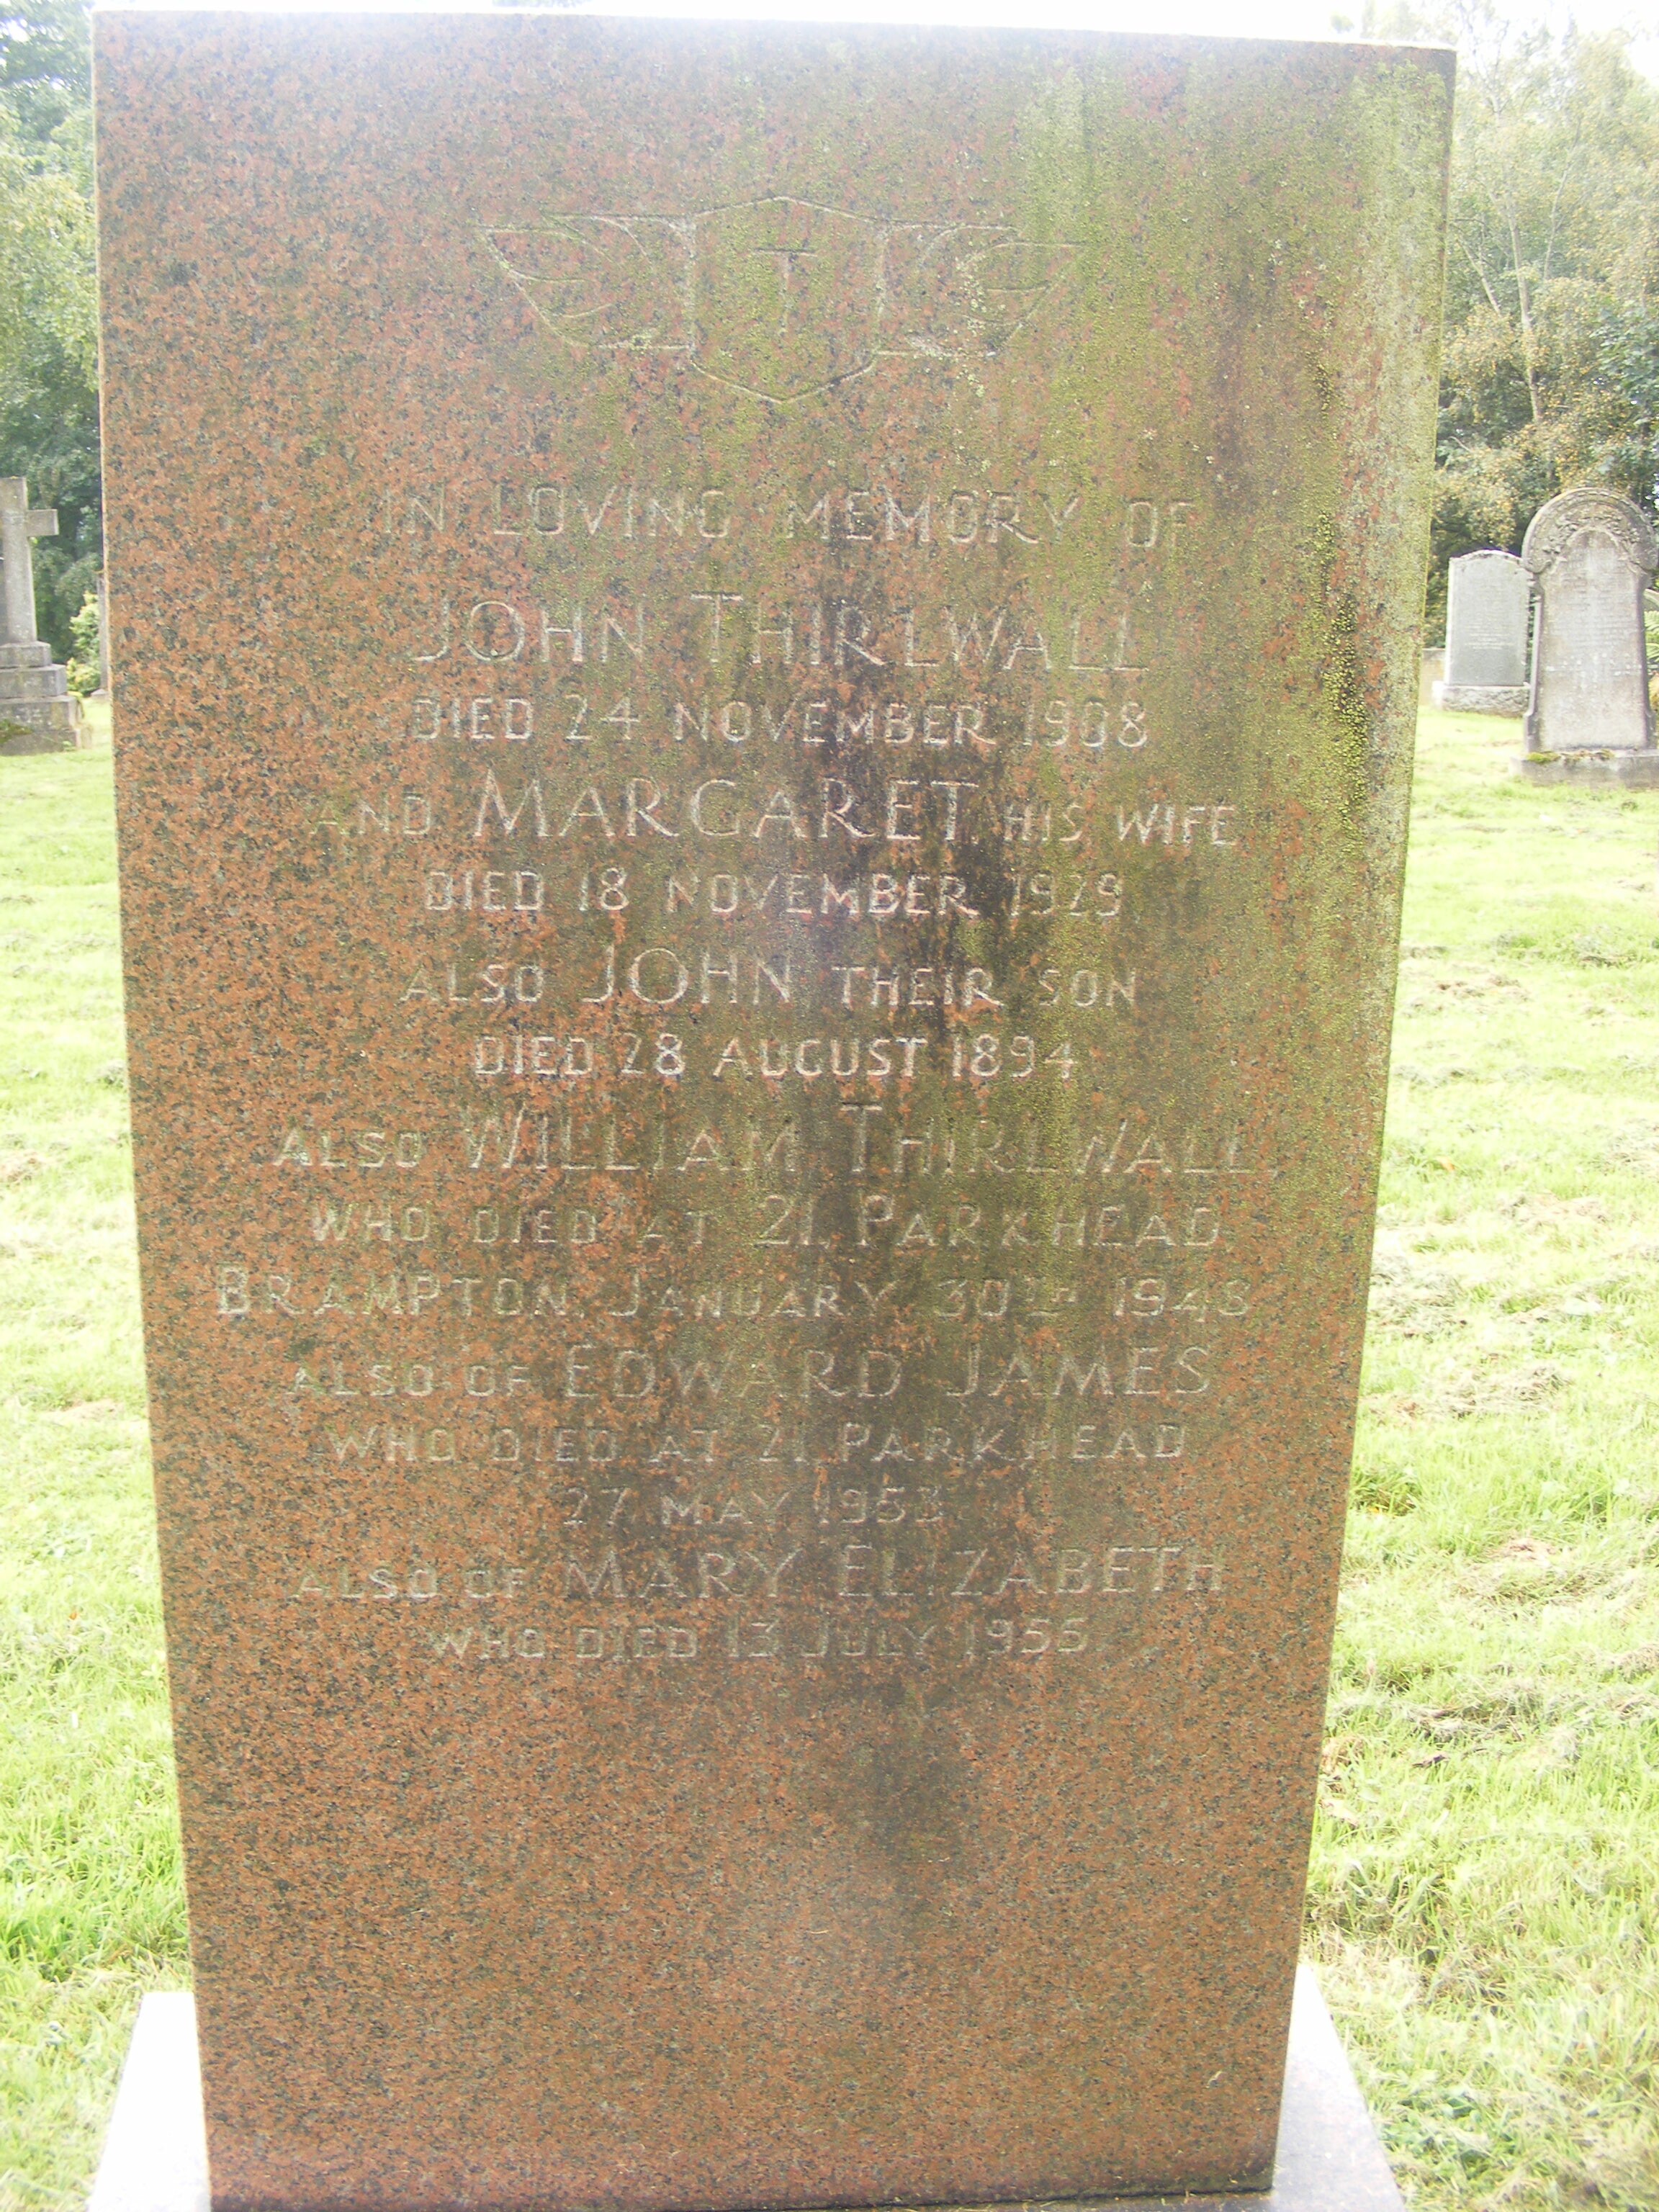 T
IN LOVING MEMORY OF
JOHN THIRLWALL
DIED 24 NOVEMBER 1908
AND MARGARET, HIS WIFE
DIED 18 NOVEMBER 1929,
ALSO JOHN THEIR SON
DIED 28 AUGUST 1894
ALSO WILLIAM THIRLWALL,
WHO DIED AT 21, PARKHEAD,
BRAMPTON, JANUARY, 30TH 1948
ALSO OF EDWARD JAMES
WHO DIED AT 21, PARKHEAD
27 MAY 1953.
ALSO OF MARY ELIZABETH
WHO DIED 13 JULY 1955.